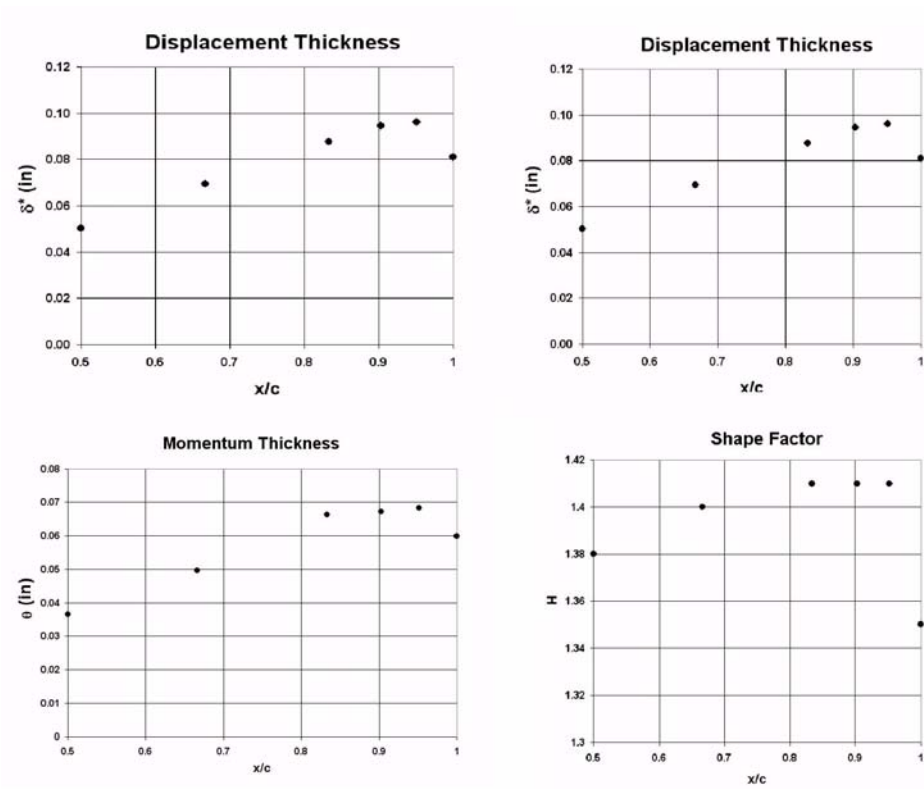 Displacement Thickness
0.12
0.10
0.08
0.06
0.04
0.02
0.00
δ* (in)
0.5 0.6 0.7 0.8 0.9 1
x/c
Displacement Thickness
0.12
0.10
0.08
0.06
0.04
0.02
0.00
δ* (in)
0.5 0.6 0.7 0.8 0.9 1
x/c
Momentum Thickness
0.08
0.07
0.06
0.05
0.04
0.03
0.02
0.01
0
θ (in)
0.5 0.6 0.7 0.8 0.9 1
x/c
Shape Factor
1.42
1.4
1.38
1.36
1.34
1.32
1.3
H
0.5 0.6 0.7 0.8 0.9 1
x/c